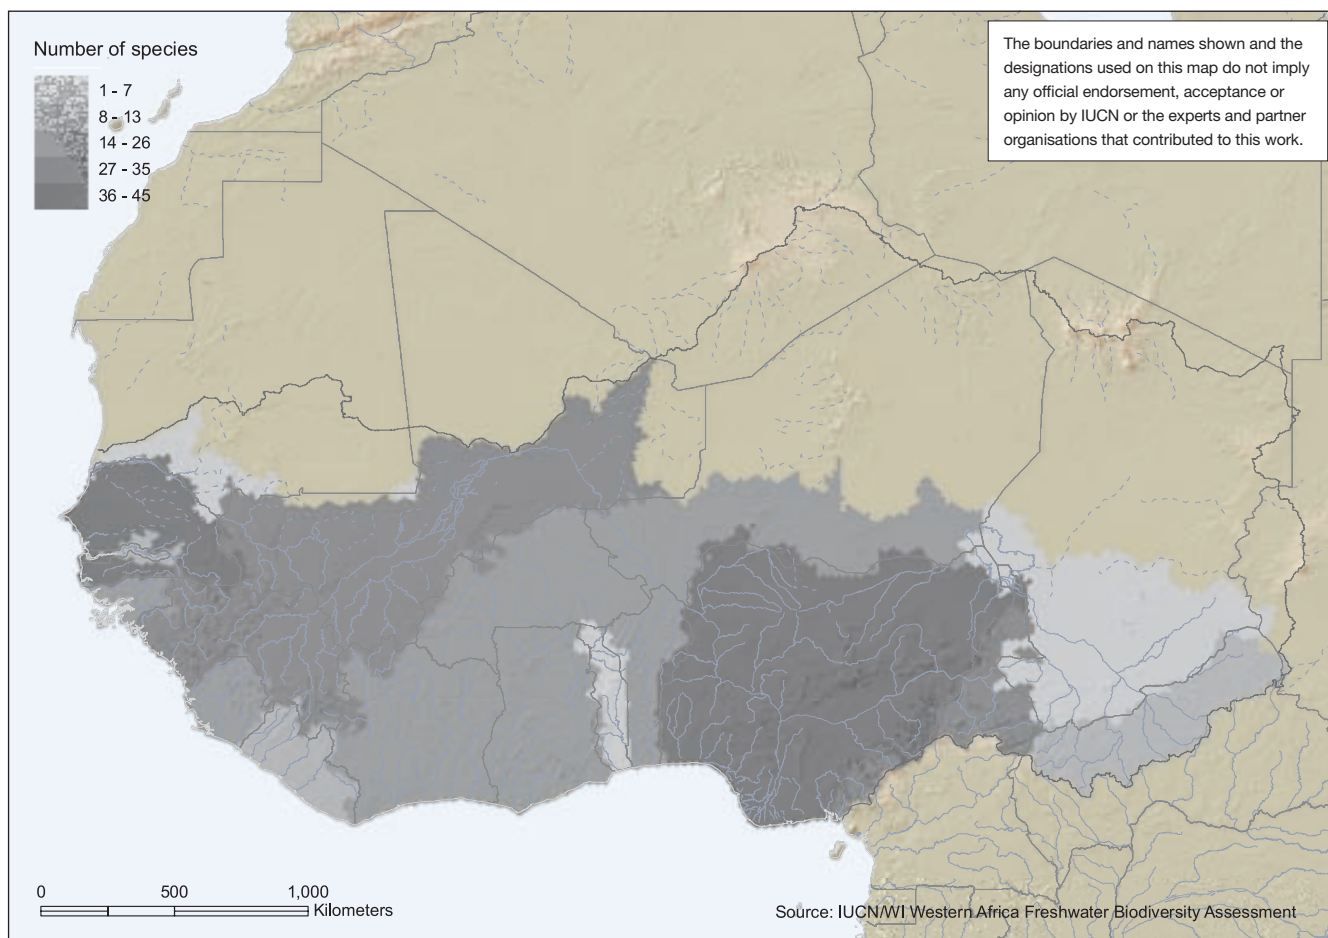 Number of species
1 - 7
8 - 13
14 - 26
27 - 35
36 - 45
The boundaries and names shown and the
designations used on this map do not imply
any official endorsement, acceptance or
opinion by IUCN or the experts and partner
organisations that contributed to this work.
0 500 1,000
Kilometers
Source: IUCN/WI Western Africa Freshwater Biodiversity Assessment